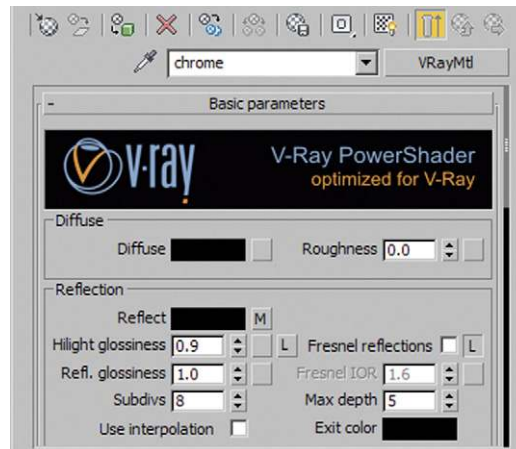 chrome VRayMtl
- Basic parameters
v·ray V-Ray PowerShader
optimized for V-Ray
Diffuse
Diffuse Roughness 0.0
Reflection
Reflect M
Hilight glossiness 0.9 L Fresnel reflections L
Refl. glossiness 1.0 Fresnel IOR 1.6
Subdivs 8 Max depth 5
Use interpolation Exit color